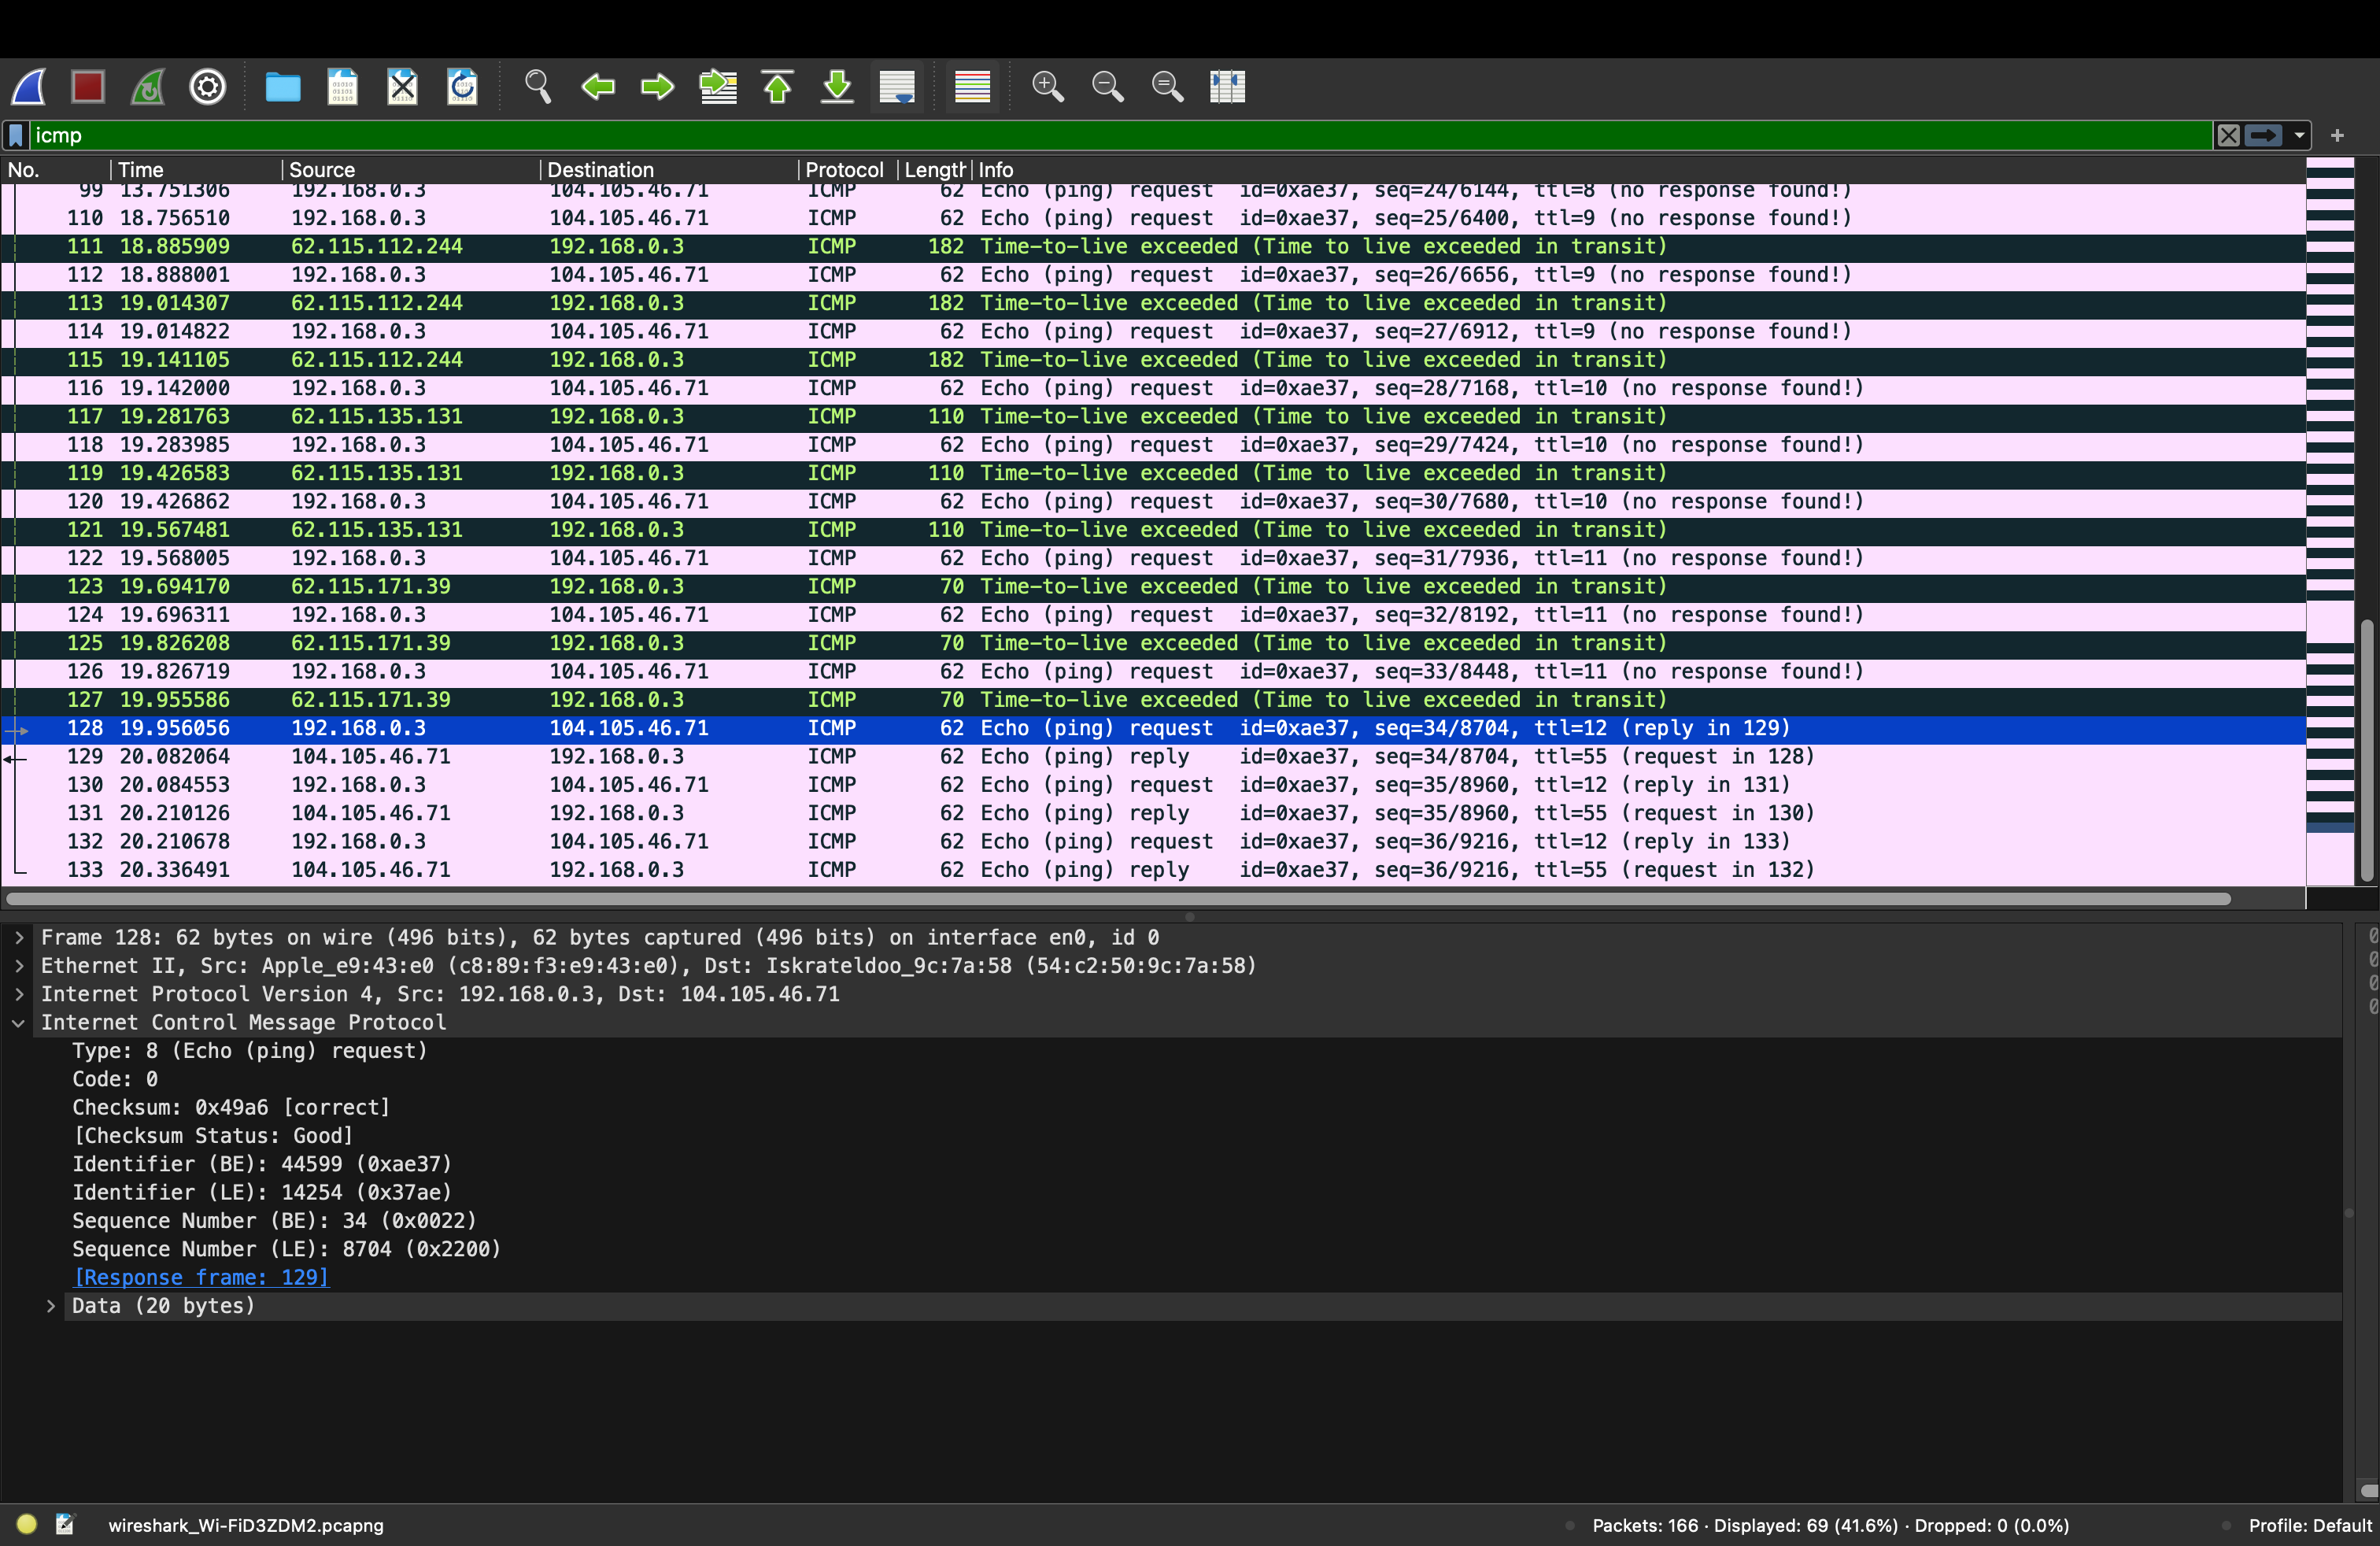 icmp
No. Time Source Destination Protocol Length Info
99 13.751306 192.168.0.3 104.105.46.71 ICMP 62 Echo (ping) request id=0xae37, seq=24/6144, ttl=8 (no response found!)
110 18.756510 192.168.0.3 104.105.46.71 ICMP 62 Echo (ping) request id=0xae37, seq=25/6400, ttl=9 (no response found!)
111 18.885909 62.115.112.244 192.168.0.3 ICMP 182 Time-to-live exceeded (Time to live exceeded in transit)
112 18.888001 192.168.0.3 104.105.46.71 ICMP 62 Echo (ping) request id=0xae37, seq=26/6656, ttl=9 (no response found!)
113 19.014307 62.115.112.244 192.168.0.3 ICMP 182 Time-to-live exceeded (Time to live exceeded in transit)
114 19.014822 192.168.0.3 104.105.46.71 ICMP 62 Echo (ping) request id=0xae37, seq=27/6912, ttl=9 (no response found!)
115 19.141105 62.115.112.244 192.168.0.3 ICMP 182 Time-to-live exceeded (Time to live exceeded in transit)
116 19.142000 192.168.0.3 104.105.46.71 ICMP 62 Echo (ping) request id=0xae37, seq=28/7168, ttl=10 (no response found!)
117 19.281763 62.115.135.131 192.168.0.3 ICMP 110 Time-to-live exceeded (Time to live exceeded in transit)
118 19.283985 192.168.0.3 104.105.46.71 ICMP 62 Echo (ping) request id=0xae37, seq=29/7424, ttl=10 (no response found!)
119 19.426583 62.115.135.131 192.168.0.3 ICMP 110 Time-to-live exceeded (Time to live exceeded in transit)
120 19.426862 192.168.0.3 104.105.46.71 ICMP 62 Echo (ping) request id=0xae37, seq=30/7680, ttl=10 (no response found!)
121 19.567481 62.115.135.131 192.168.0.3 ICMP 110 Time-to-live exceeded (Time to live exceeded in transit)
122 19.568005 192.168.0.3 104.105.46.71 ICMP 62 Echo (ping) request id=0xae37, seq=31/7936, ttl=11 (no response found!)
123 19.694170 62.115.171.39 192.168.0.3 ICMP 70 Time-to-live exceeded (Time to live exceeded in transit)
124 19.696311 192.168.0.3 104.105.46.71 ICMP 62 Echo (ping) request id=0xae37, seq=32/8192, ttl=11 (no response found!)
125 19.826208 62.115.171.39 192.168.0.3 ICMP 70 Time-to-live exceeded (Time to live exceeded in transit)
126 19.826719 192.168.0.3 104.105.46.71 ICMP 62 Echo (ping) request id=0xae37, seq=33/8448, ttl=11 (no response found!)
127 19.955586 62.115.171.39 192.168.0.3 ICMP 70 Time-to-live exceeded (Time to live exceeded in transit)
128 19.956056 192.168.0.3 104.105.46.71 ICMP 62 Echo (ping) request id=0xae37, seq=34/8704, ttl=12 (reply in 129)
129 20.082064 104.105.46.71 192.168.0.3 ICMP 62 Echo (ping) reply id=0xae37, seq=34/8704, ttl=55 (request in 128)
130 20.084553 192.168.0.3 104.105.46.71 ICMP 62 Echo (ping) request id=0xae37, seq=35/8960, ttl=12 (reply in 131)
131 20.210126 104.105.46.71 192.168.0.3 ICMP 62 Echo (ping) reply id=0xae37, seq=35/8960, ttl=55 (request in 130)
132 20.210678 192.168.0.3 104.105.46.71 ICMP 62 Echo (ping) request id=0xae37, seq=36/9216, ttl=12 (reply in 133)
133 20.336491 104.105.46.71 192.168.0.3 ICMP 62 Echo (ping) reply id=0xae37, seq=36/9216, ttl=55 (request in 132)
Frame 128: 62 bytes on wire (496 bits), 62 bytes captured (496 bits) on interface en0, id 0
Ethernet II, Src: Apple_e9:43:e0 (c8:89:f3:e9:43:e0), Dst: Iskrateldoo_9c:7a:58 (54:c2:50:9c:7a:58)
Internet Protocol Version 4, Src: 192.168.0.3, Dst: 104.105.46.71
Internet Control Message Protocol
Type: 8 (Echo (ping) request)
Code: 0
Checksum: 0x49a6 [correct]
[Checksum Status: Good]
Identifier (BE): 44599 (0xae37)
Identifier (LE): 14254 (0x37ae)
Sequence Number (BE): 34 (0x0022)
Sequence Number (LE): 8704 (0x2200)
[Response frame: 129]
Data (20 bytes)
wireshark_Wi-FiD3ZDM2.pcapng
Packets: 166 · Displayed: 69 (41.6%) · Dropped: 0 (0.0%)
Profile: Default